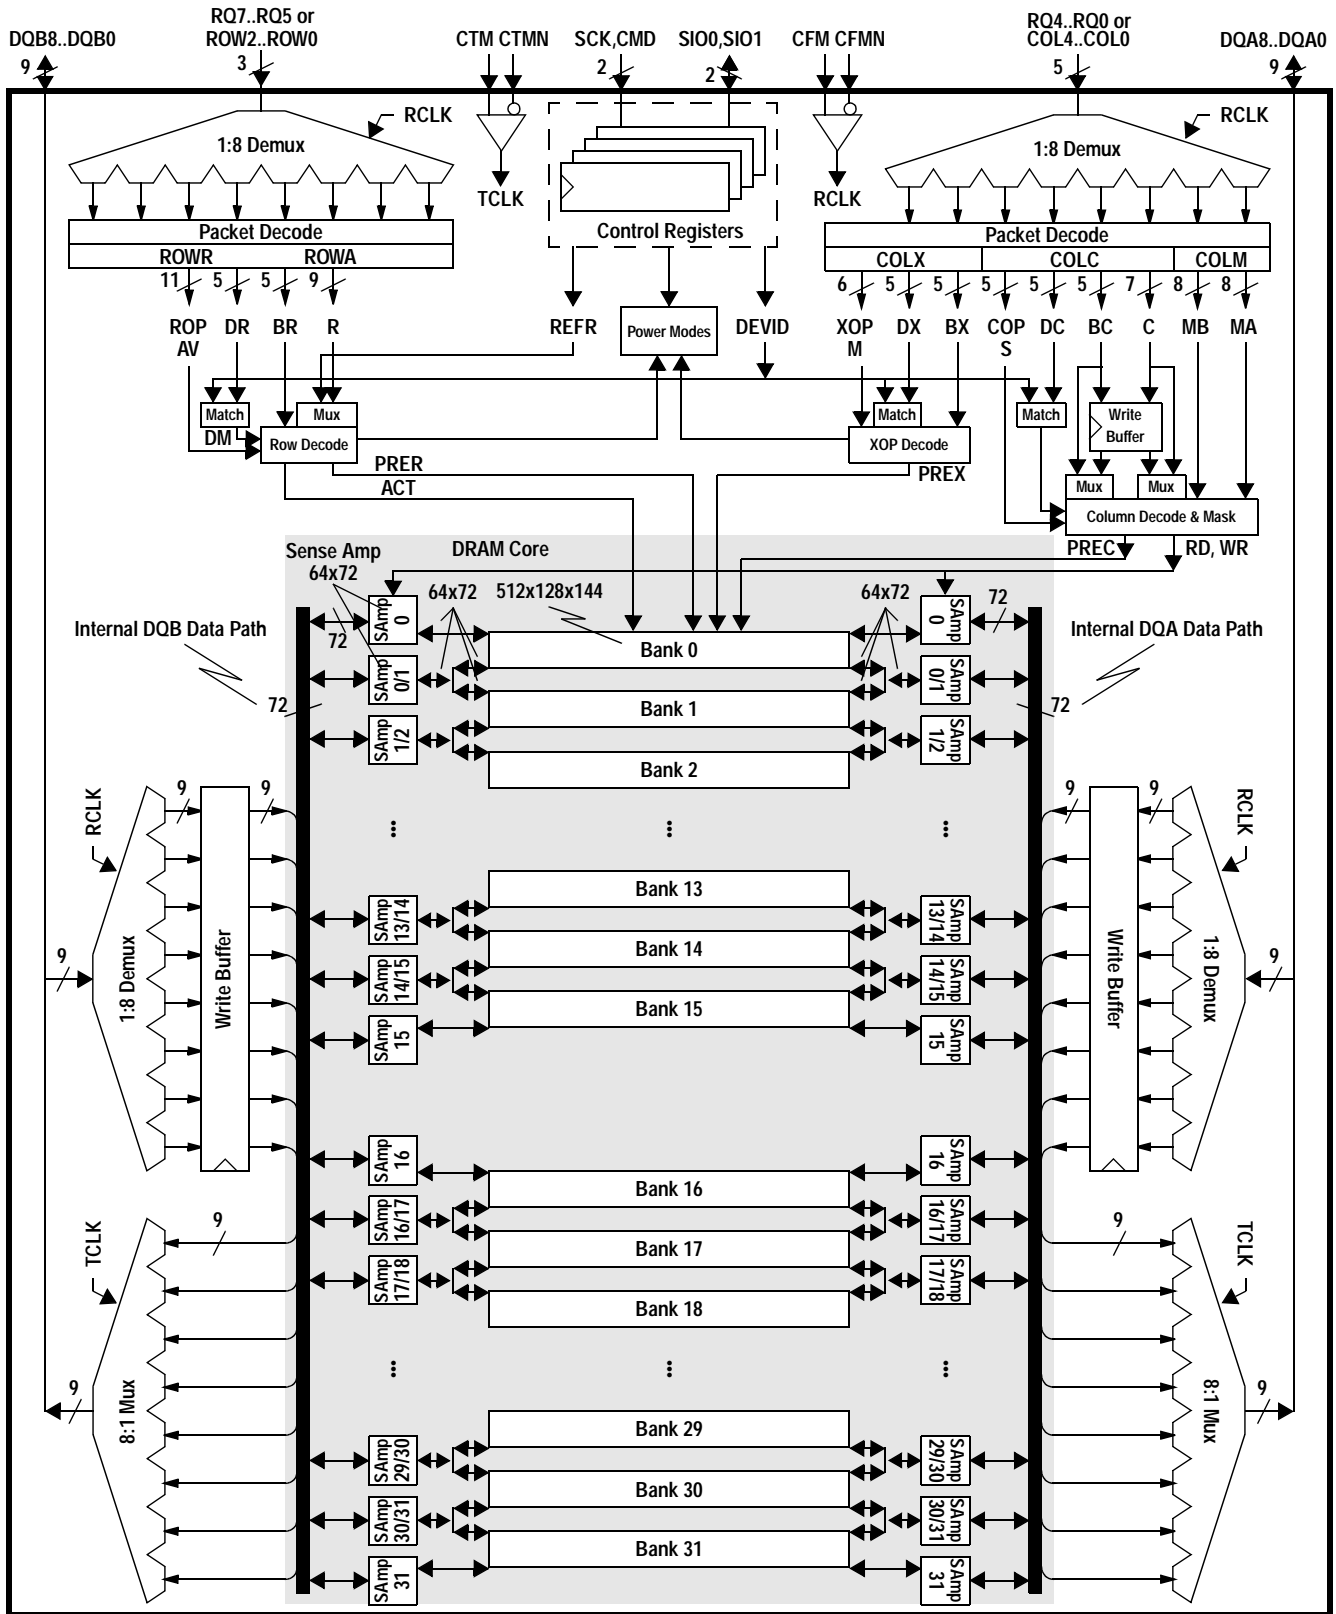 RQ7..RQ5 or
ROW2..ROW0
DQB8..DQB0
CTM CTMN
SCK,CMD
SIO0,SIO1
CFM CFMN
RQ4..RQ0 or
COL4..COL0
DQA8..DQA0
9
3
2
2
5
9
RCLK
1:8 Demux
TCLK
Control Registers
RCLK
RCLK
1:8 Demux
Packet Decode
ROWR
ROWA
Packet Decode
COLX
COLC
COLM
11
5
5
9
6
5
5
5
5
5
7
8
8
ROP
AV
DR
BR
R
REFR
Power Modes
DEVID
XOP
M
DX
BX
COP
S
DC
BC
C
MB
MA
Match
Mux
DM
Row Decode
Match
XOP Decode
Match
Write
Buffer
PRER
ACT
PREX
Mux
Mux
Column Decode & Mask
PREC
RD, WR
Sense Amp
64x72
DRAM Core
64x72
512x128x144
64x72
72
72
Internal DQB Data Path
Internal DQA Data Path
72
72
SAmp
0
Bank 0
SAmp
0
SAmp
0/1
Bank 1
SAmp
0/1
SAmp
1/2
Bank 2
SAmp
1/2
9
9
9
9
RCLK
RCLK
...
...
...
Bank 13
SAmp
13/14
Bank 14
SAmp
13/14
SAmp
14/15
Bank 15
SAmp
14/15
SAmp
15
SAmp
15
9
1:8 Demux
Write Buffer
Write Buffer
1:8 Demux
9
SAmp
16
Bank 16
SAmp
16
SAmp
16/17
Bank 17
SAmp
16/17
SAmp
17/18
Bank 18
SAmp
17/18
9
9
TCLK
TCLK
...
...
...
9
8:1 Mux
8:1 Mux
9
Bank 29
SAmp
29/30
Bank 30
SAmp
29/30
SAmp
30/31
Bank 31
SAmp
30/31
SAmp
31
SAmp
31